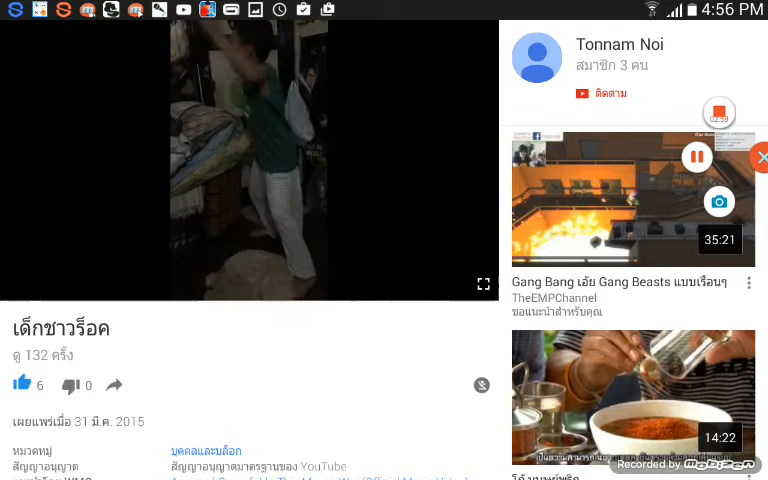 4:56 PM
Tonnam Noi
สมาชิก 3 คน
ติดตาม
02:59
35:21
Gang Bang เอ้ย Gang Beasts แบบเรือนๆ
TheEMPChannel
ขอแนะนำสำหรับคุณ
เด็กชาวร็อค
ดู 132 ครั้ง
6
0
เผยแพร่เมื่อ 31 มี.ค. 2015
หมวดหมู่
บุคคลและบล็อก
สัญญาอนุญาต
สัญญาอนุญาตมาตรฐานของ YouTube
14:22
Recorded by MOBIZEN